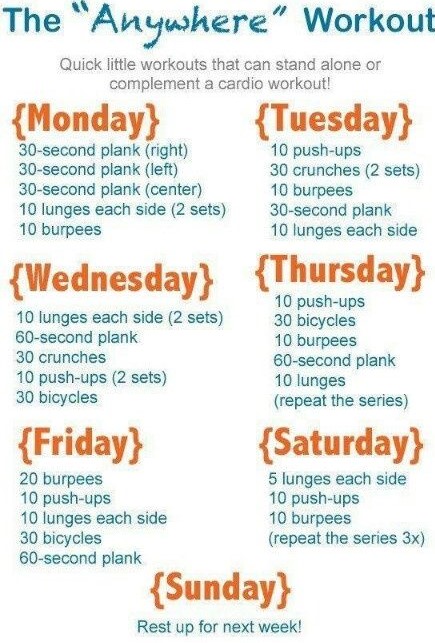 The "Anywhere" Workout
Quick little workouts that can stand alone or
complement a cardio workout!
{Monday}
30-second plank (right)
30-second plank (left)
30-second plank (center)
10 lunges each side (2 sets)
10 burpees
{Tuesday}
10 push-ups
30 crunches (2 sets)
10 burpees
30-second plank
10 lunges each side
{Wednesday}
10 lunges each side (2 sets)
60-second plank
30 crunches
10 push-ups (2 sets)
30 bicycles
{Thursday}
10 push-ups
30 bicycles
10 burpees
60-second plank
10 lunges
(repeat the series)
{Friday}
20 burpees
10 push-ups
10 lunges each side
30 bicycles
60-second plank
{Saturday}
5 lunges each side
10 push-ups
10 burpees
(repeat the series 3x)
{Sunday}
Rest up for next week!